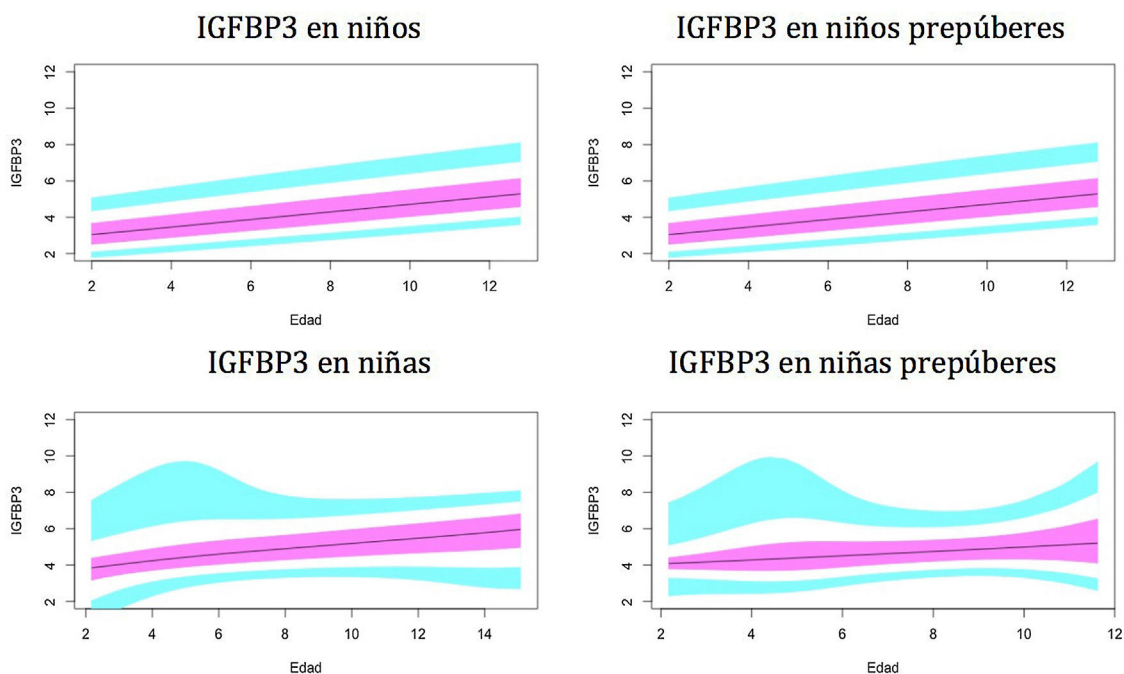 IGFBP3 en niños
IGFBP3
12
10
8
6
4
2
2 4 6 8 10 12
Edad
IGFBP3 en niños prepúberes
IGFBP3
12
10
8
6
4
2
2 4 6 8 10 12
Edad
IGFBP3 en niñas
IGFBP3
12
10
8
6
4
2
2 4 6 8 10 12 14
Edad
IGFBP3 en niñas prepúberes
IGFBP3
12
10
8
6
4
2
2 4 6 8 10 12
Edad